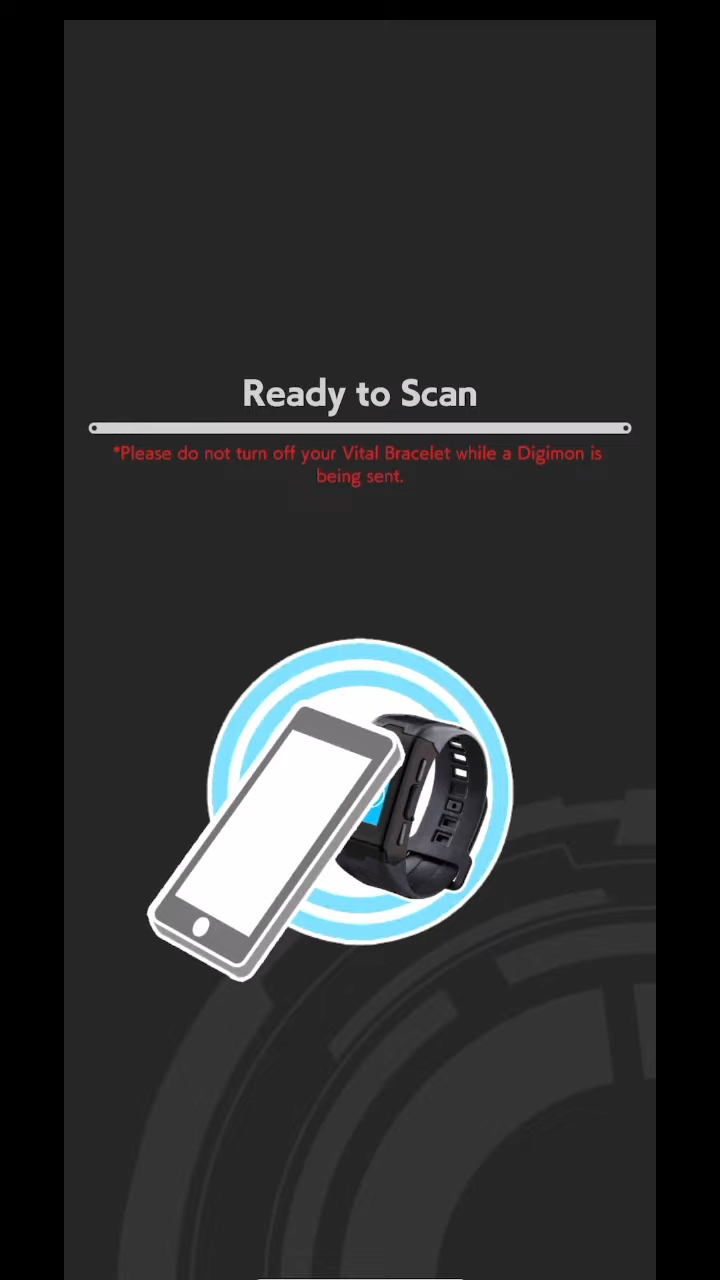 Ready to Scan
*Please do not turn off your Vital Bracelet while a Digimon is
being sent.